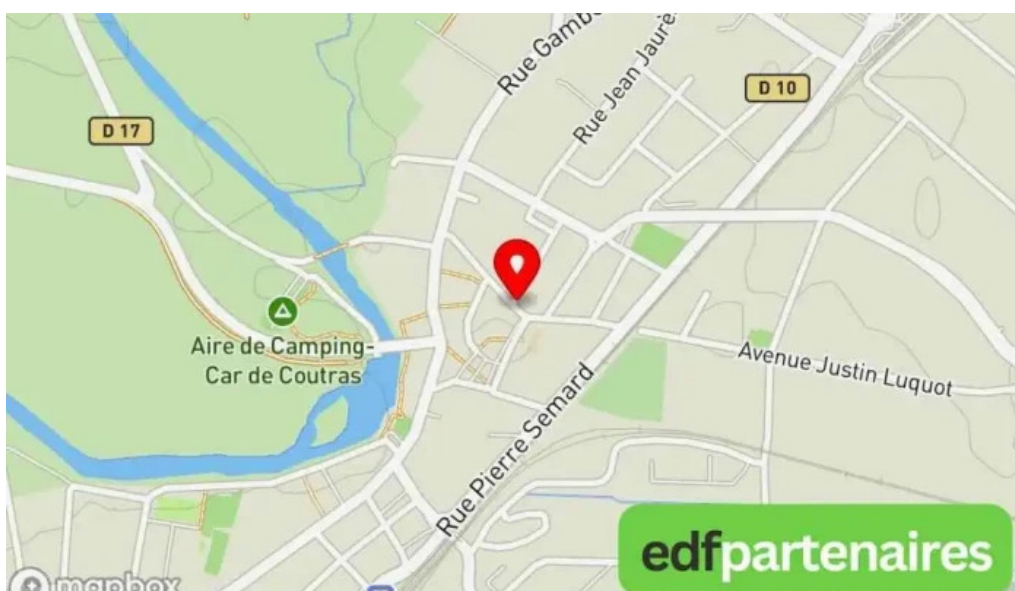 Rue Gambe
Rue Jean Jaurè
D 10
D 17
Aire de Camping-
Car de Coutras
Avenue Justin Luquot
Rue Pierre Semard
edfpartenaires
mapbox